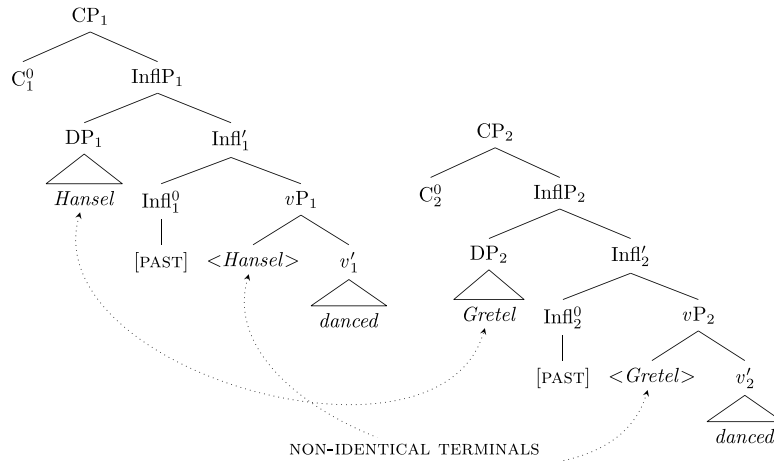 CP₁
C⁰₁ InflP₁
DP₁ Infl′₁
CP₂
Hansel Infl⁰₁ vP₁
C⁰₂ InflP₂
[PAST] <Hansel> v′₁
DP₂ Infl′₂
danced
Gretel Infl⁰₂ vP₂
[PAST] <Gretel> v′₂
danced
NON-IDENTICAL TERMINALS